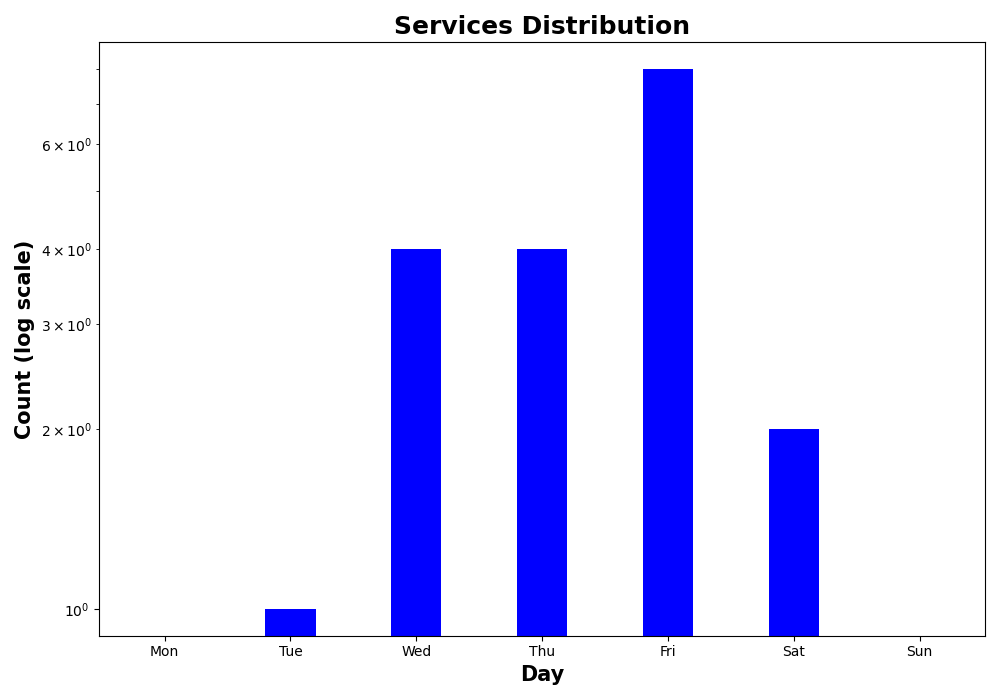 Services Distribution
Count (log scale)
6 × 10⁰
4 × 10⁰
3 × 10⁰
2 × 10⁰
10⁰
Mon Tue Wed Thu Fri Sat Sun
Day